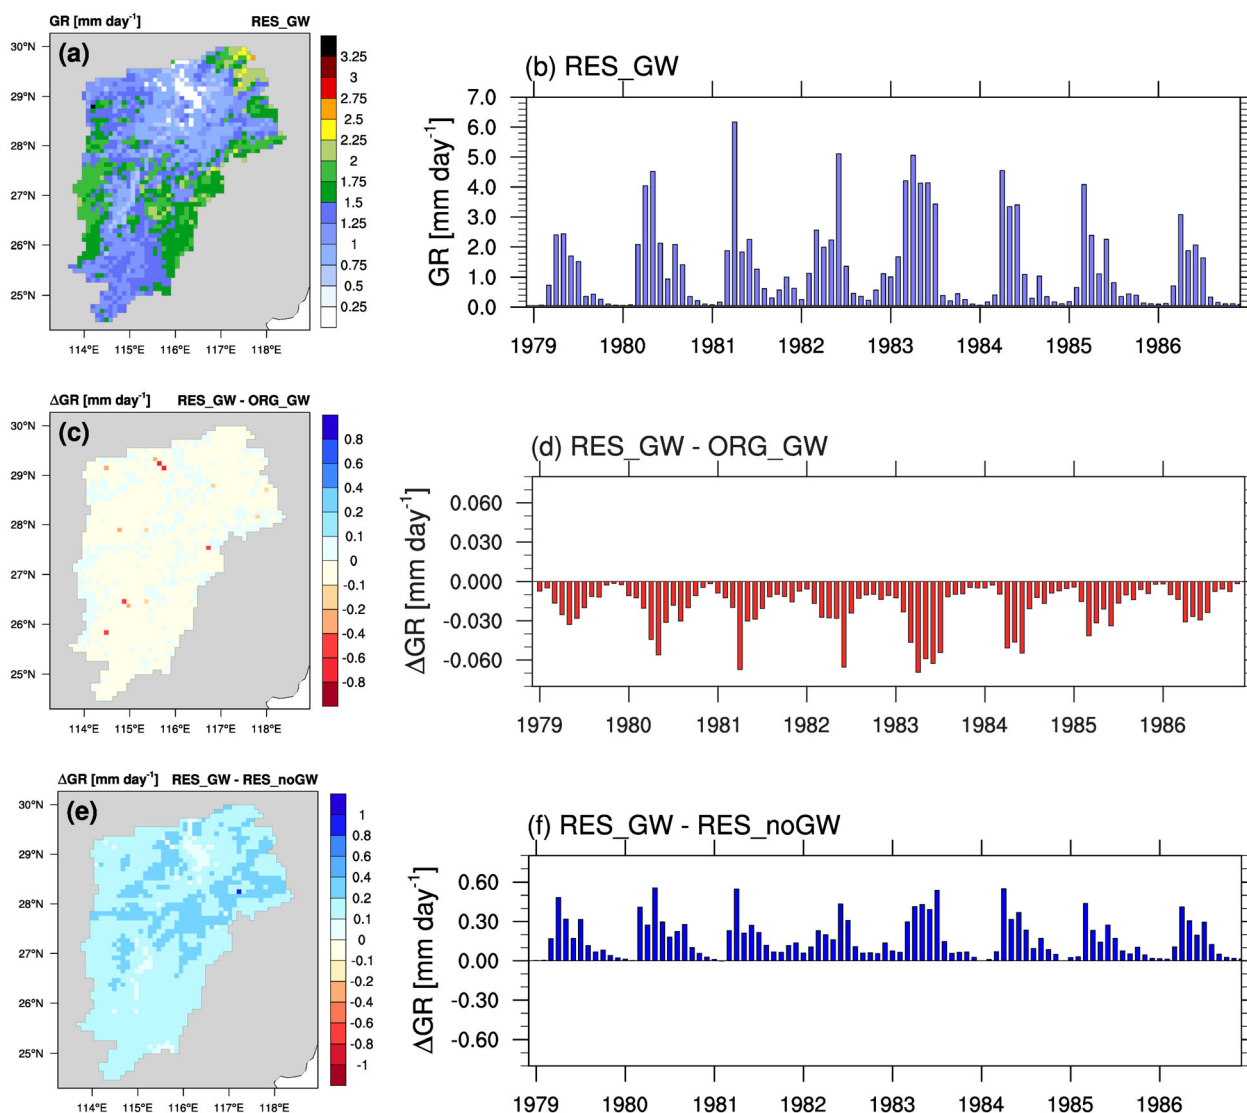 GR [mm day⁻¹] RES_GW
(a)
30°N
29°N
28°N
27°N
26°N
25°N
114°E 115°E 116°E 117°E 118°E
3.25
3
2.75
2.5
2.25
2
1.75
1.5
1.25
1
0.75
0.5
0.25
(b) RES_GW
GR [mm day⁻¹]
7.0
6.0
5.0
4.0
3.0
2.0
1.0
0.0
1979 1980 1981 1982 1983 1984 1985 1986
ΔGR [mm day⁻¹] RES_GW - ORG_GW
(c)
30°N
29°N
28°N
27°N
26°N
25°N
114°E 115°E 116°E 117°E 118°E
0.8
0.6
0.4
0.2
0.1
0
-0.1
-0.2
-0.4
-0.6
-0.8
(d) RES_GW - ORG_GW
ΔGR [mm day⁻¹]
0.060
0.030
0.000
-0.030
-0.060
1979 1980 1981 1982 1983 1984 1985 1986
ΔGR [mm day⁻¹] RES_GW - RES_noGW
(e)
30°N
29°N
28°N
27°N
26°N
25°N
114°E 115°E 116°E 117°E 118°E
1
0.8
0.6
0.4
0.2
0.1
0
-0.1
-0.2
-0.4
-0.6
-0.8
-1
(f) RES_GW - RES_noGW
ΔGR [mm day⁻¹]
0.60
0.30
0.00
-0.30
-0.60
1979 1980 1981 1982 1983 1984 1985 1986